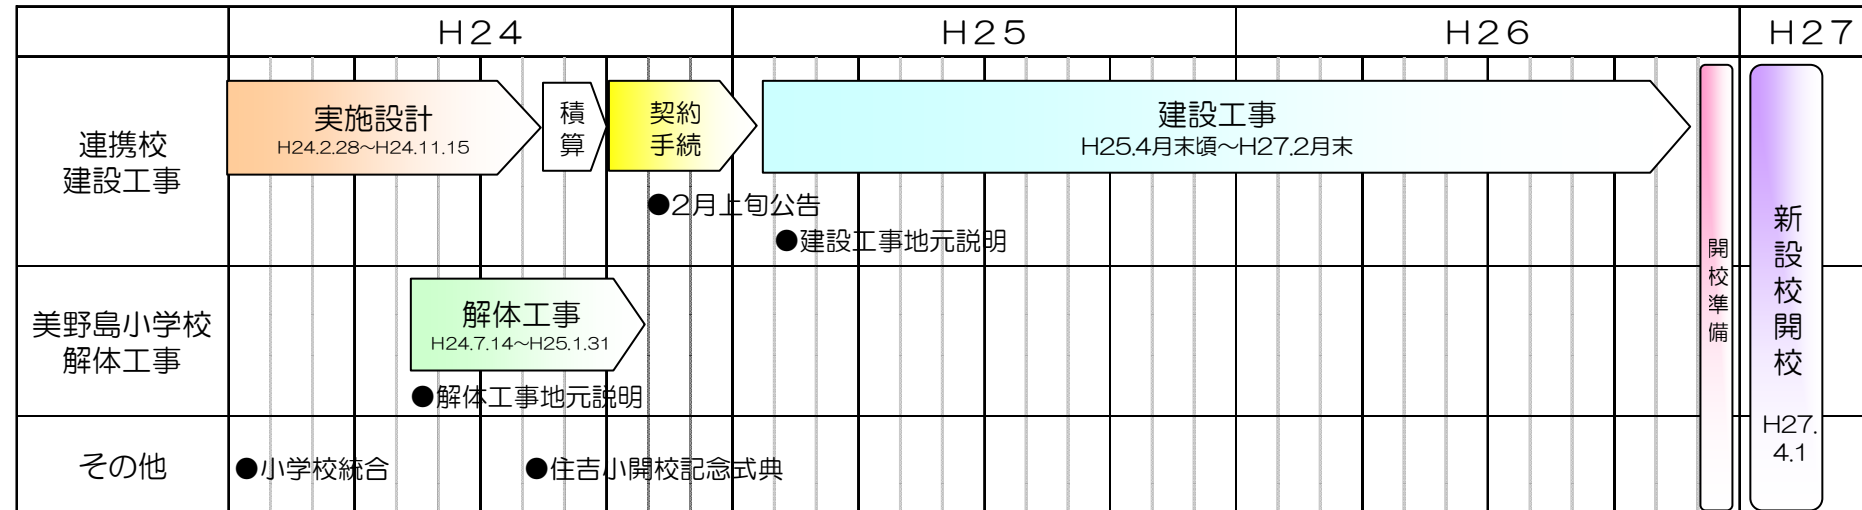 H24
H25
H26
H27
連携校
建設工事
実施設計
H24.2.28～H24.11.15
積
算
契約
手続
建設工事
H25.4月末頃～H27.2月末
●2月上旬公告
●建設工事地元説明
美野島小学校
解体工事
解体工事
H24.7.14～H25.1.31
●解体工事地元説明
その他
●小学校統合
●住吉小開校記念式典
開校準備
新設校開校
H27.
4.1